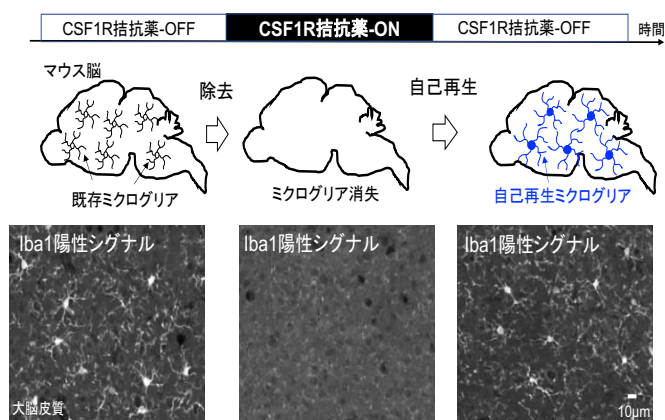 CSF1R拮抗薬-OFF
CSF1R拮抗薬-ON
CSF1R拮抗薬-OFF
時間
マウス脳
除去
自己再生
既存ミクログリア
ミクログリア消失
自己再生ミクログリア
Iba1陽性シグナル
Iba1陽性シグナル
Iba1陽性シグナル
大脳皮質
10μm